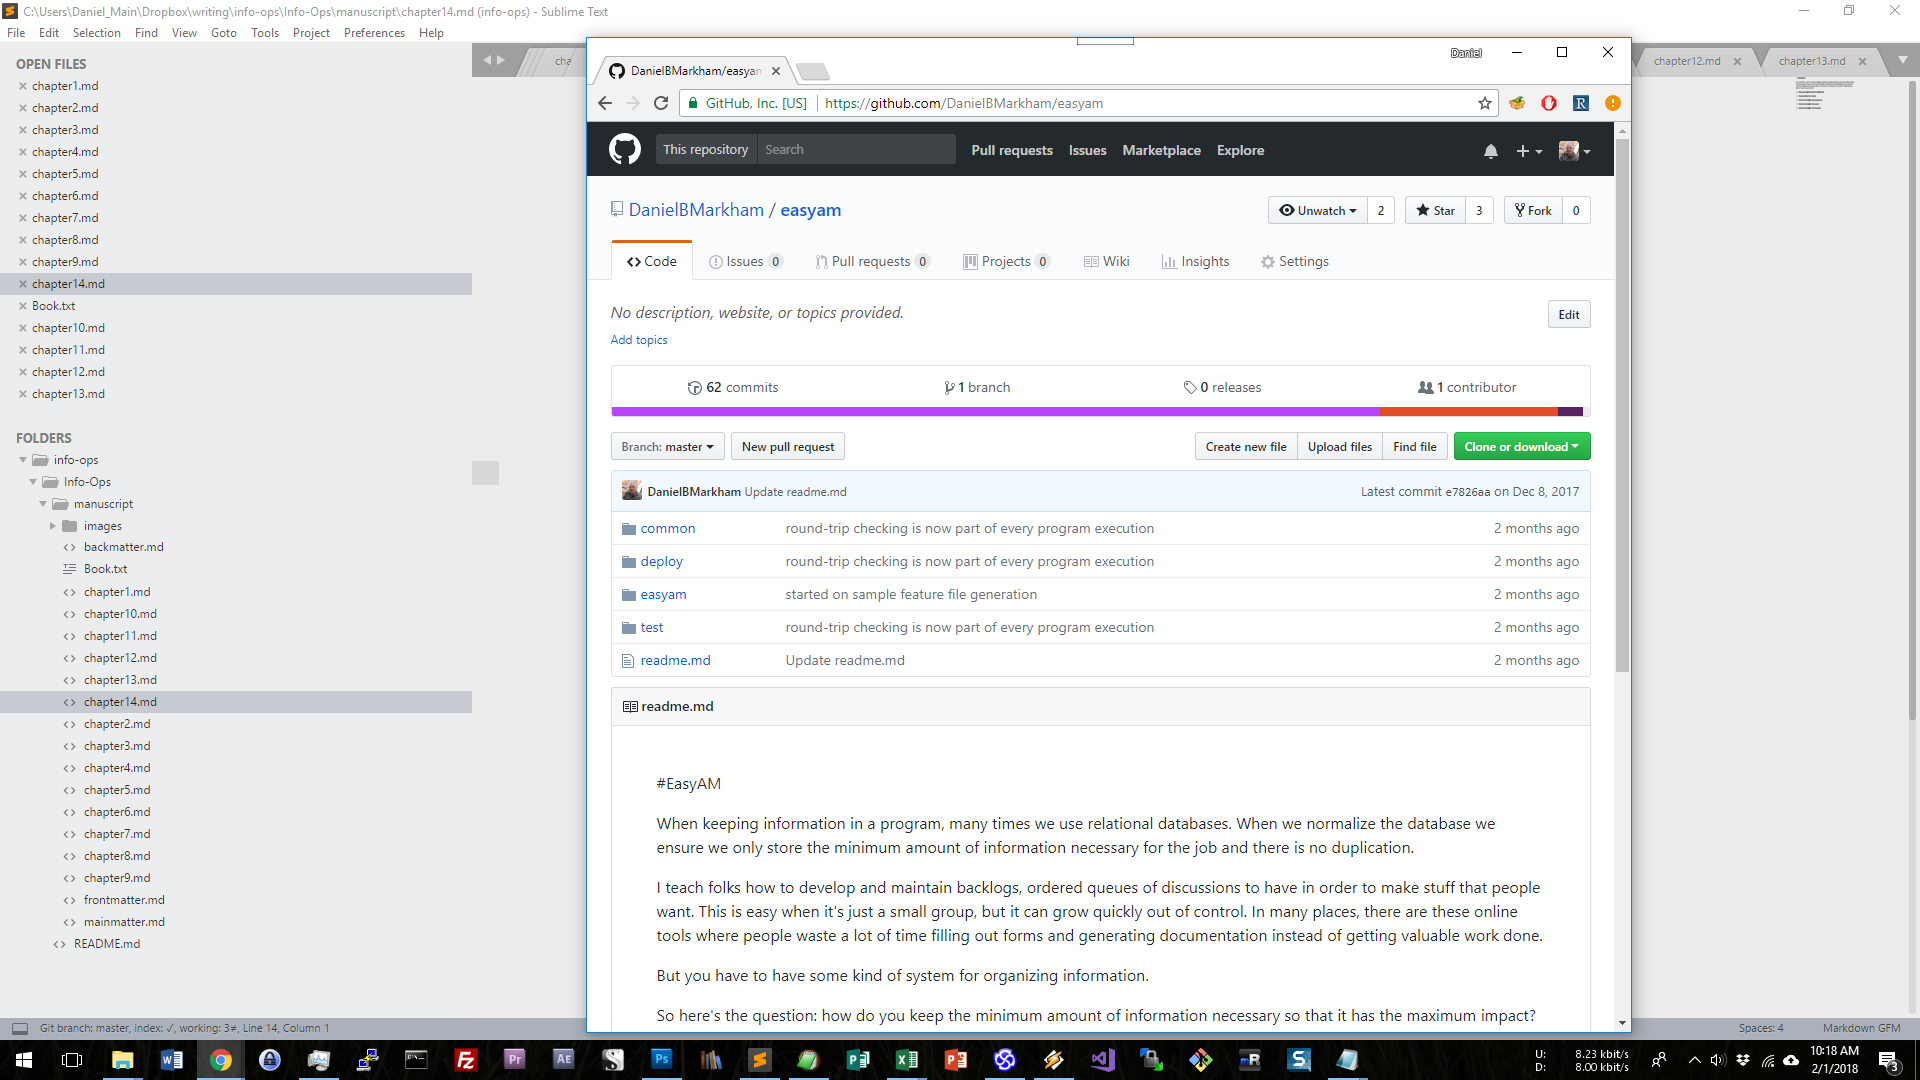 C:\Users\Daniel_Main\Dropbox\writing\info-ops\Info-Ops\manuscript\chapter14.md (info-ops) - Sublime Text
File Edit Selection Find View Goto Tools Project Preferences Help
OPEN FILES
chapter1.md
chapter2.md
chapter3.md
chapter4.md
chapter5.md
chapter6.md
chapter7.md
chapter8.md
chapter9.md
chapter14.md
Book.txt
chapter10.md
chapter11.md
chapter12.md
chapter13.md
FOLDERS
info-ops
Info-Ops
manuscript
images
backmatter.md
Book.txt
chapter1.md
chapter10.md
chapter11.md
chapter12.md
chapter13.md
chapter14.md
chapter2.md
chapter3.md
chapter4.md
chapter5.md
chapter6.md
chapter7.md
chapter8.md
chapter9.md
frontmatter.md
mainmatter.md
README.md
cha
chapter12.md
chapter13.md
Daniel
DanielBMarkham/easyam
GitHub, Inc. [US] https://github.com/DanielBMarkham/easyam
This repository Search Pull requests Issues Marketplace Explore
DanielBMarkham / easyam
Unwatch 2 Star 3 Fork 0
Code Issues 0 Pull requests 0 Projects 0 Wiki Insights Settings
No description, website, or topics provided.
Edit
Add topics
62 commits 1 branch 0 releases 1 contributor
Branch: master New pull request Create new file Upload files Find file Clone or download
DanielBMarkham Update readme.md Latest commit e7826aa on Dec 8, 2017
common round-trip checking is now part of every program execution 2 months ago
deploy round-trip checking is now part of every program execution 2 months ago
easyam started on sample feature file generation 2 months ago
test round-trip checking is now part of every program execution 2 months ago
readme.md Update readme.md 2 months ago
readme.md
#EasyAM
When keeping information in a program, many times we use relational databases. When we normalize the database we
ensure we only store the minimum amount of information necessary for the job and there is no duplication.
I teach folks how to develop and maintain backlogs, ordered queues of discussions to have in order to make stuff that people
want. This is easy when it's just a small group, but it can grow quickly out of control. In many places, there are these online
tools where people waste a lot of time filling out forms and generating documentation instead of getting valuable work done.
But you have to have some kind of system for organizing information.
So here's the question: how do you keep the minimum amount of information necessary so that it has the maximum impact?
Git branch: master, index: ✓, working: 3≠, Line 14, Column 1
Spaces: 4 Markdown GFM
U: 8.23 kbit/s
D: 8.00 kbit/s
10:18 AM
2/1/2018
3